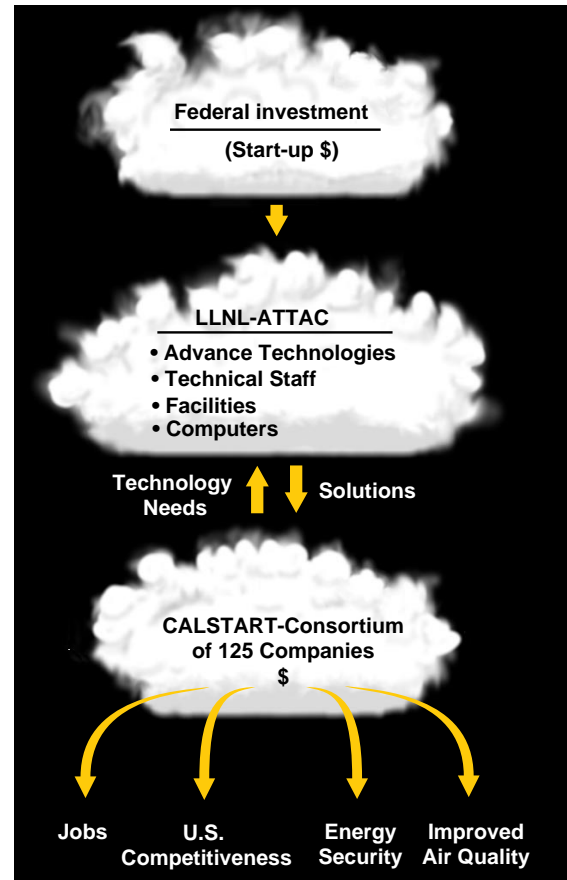 Federal investment
(Start-up $)
LLNL-ATTAC
• Advance Technologies
• Technical Staff
• Facilities
• Computers
Technology
Needs
Solutions
CALSTART-Consortium
of 125 Companies
$
Jobs
U.S.
Competitiveness
Energy
Security
Improved
Air Quality